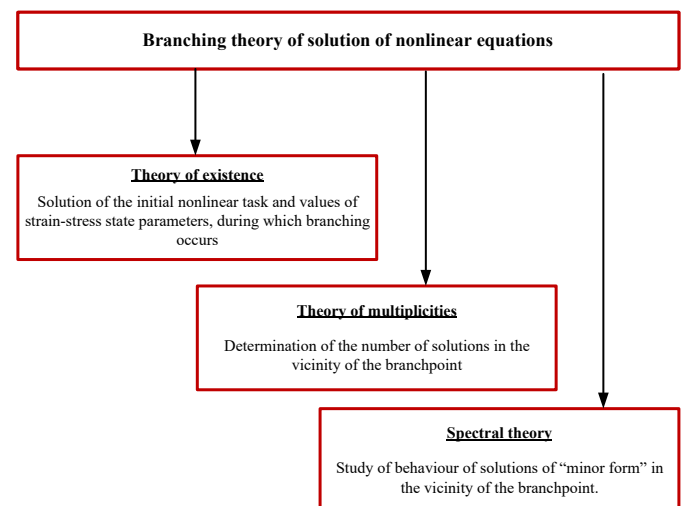 Branching theory of solution of nonlinear equations
Theory of existence
Solution of the initial nonlinear task and values of
strain-stress state parameters, during which branching
occurs
Theory of multiplicities
Determination of the number of solutions in the
vicinity of the branchpoint
Spectral theory
Study of behaviour of solutions of “minor form” in
the vicinity of the branchpoint.